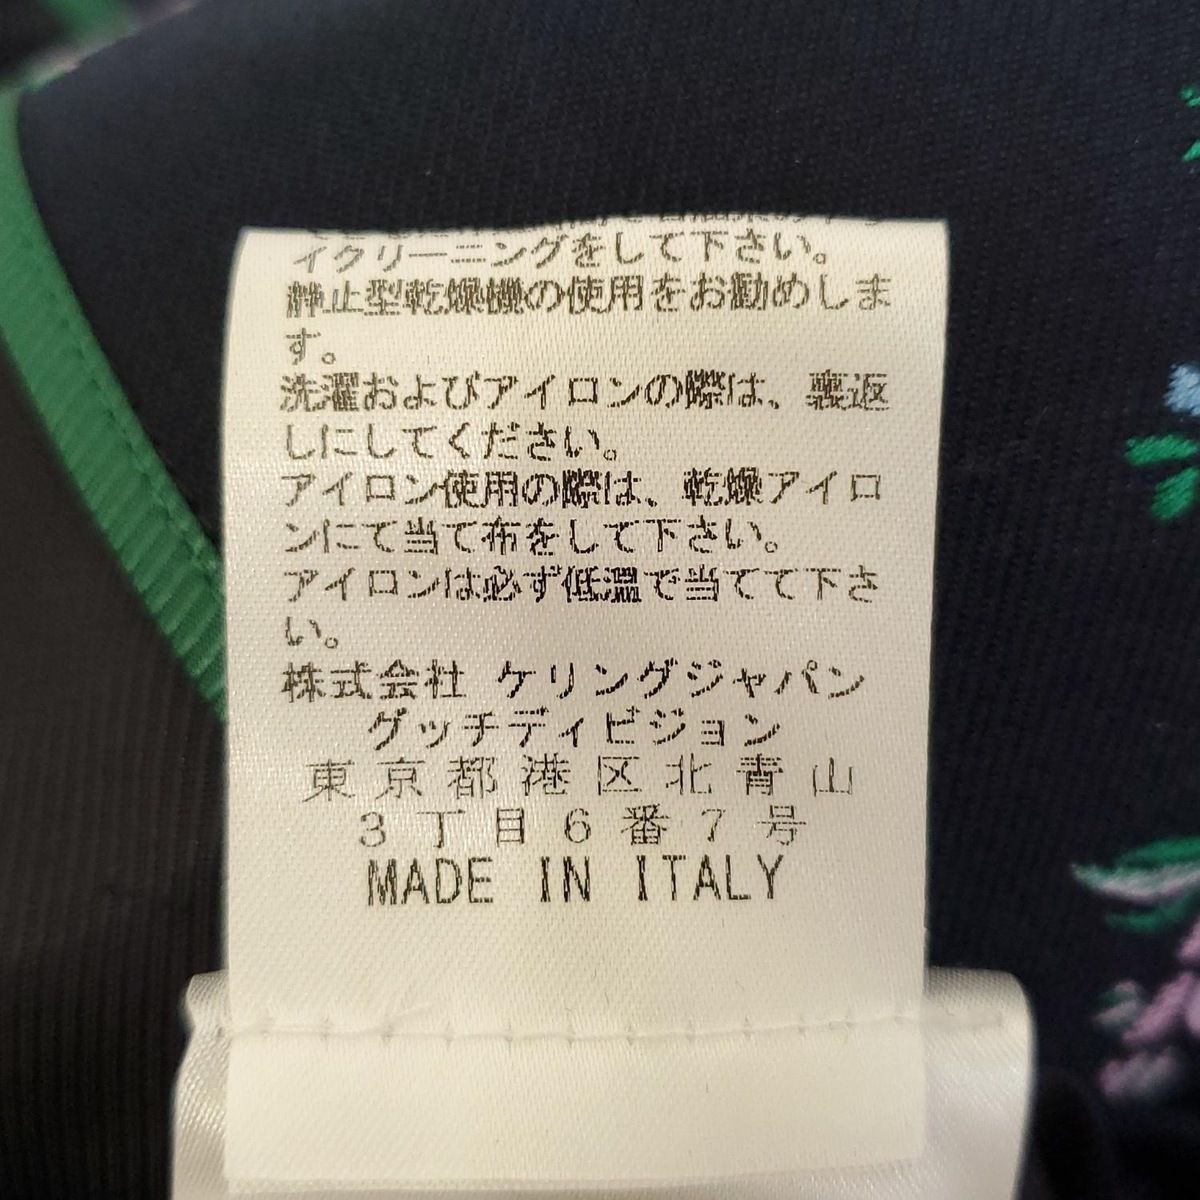 イクリーニングをして下さい。
静止型乾燥機の使用をお勧めしま
す。
洗濯およびアイロンの際は、裏返
しにしてください。
アイロン使用の際は、乾燥アイロ
ンにて当て布をして下さい。
アイロンは必ず低温で当てて下さ
い。
株式会社 ケリングジャパン
グッチディビジョン
東京都港区北青山
3丁目6番7号
MADE IN ITALY